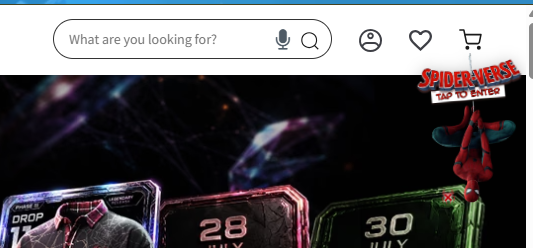 What are you looking for?
SPIDER-VERSE
TAP TO ENTER
DROP
28
JULY
30
JULY